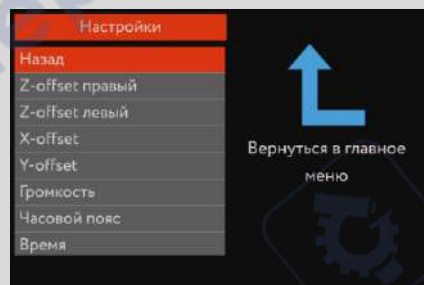 Настройки
Назад
Z-offset правый
Z-offset левый
X-offset
Y-offset
Громкость
Часовой пояс
Время
Вернуться в главное
меню